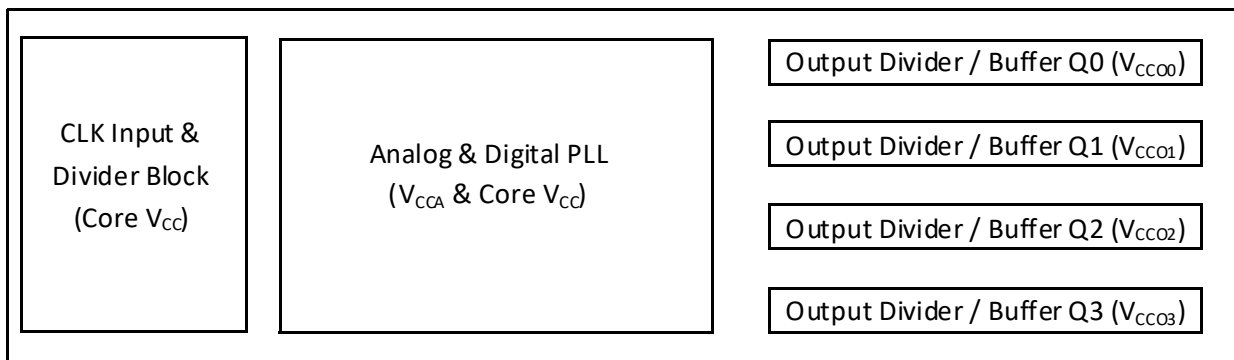 CLK Input &
Divider Block
(Core VCC)
Analog & Digital PLL
(VCCA & Core VCC)
Output Divider / Buffer Q0 (VCCO0)
Output Divider / Buffer Q1 (VCCO1)
Output Divider / Buffer Q2 (VCCO2)
Output Divider / Buffer Q3 (VCCO3)